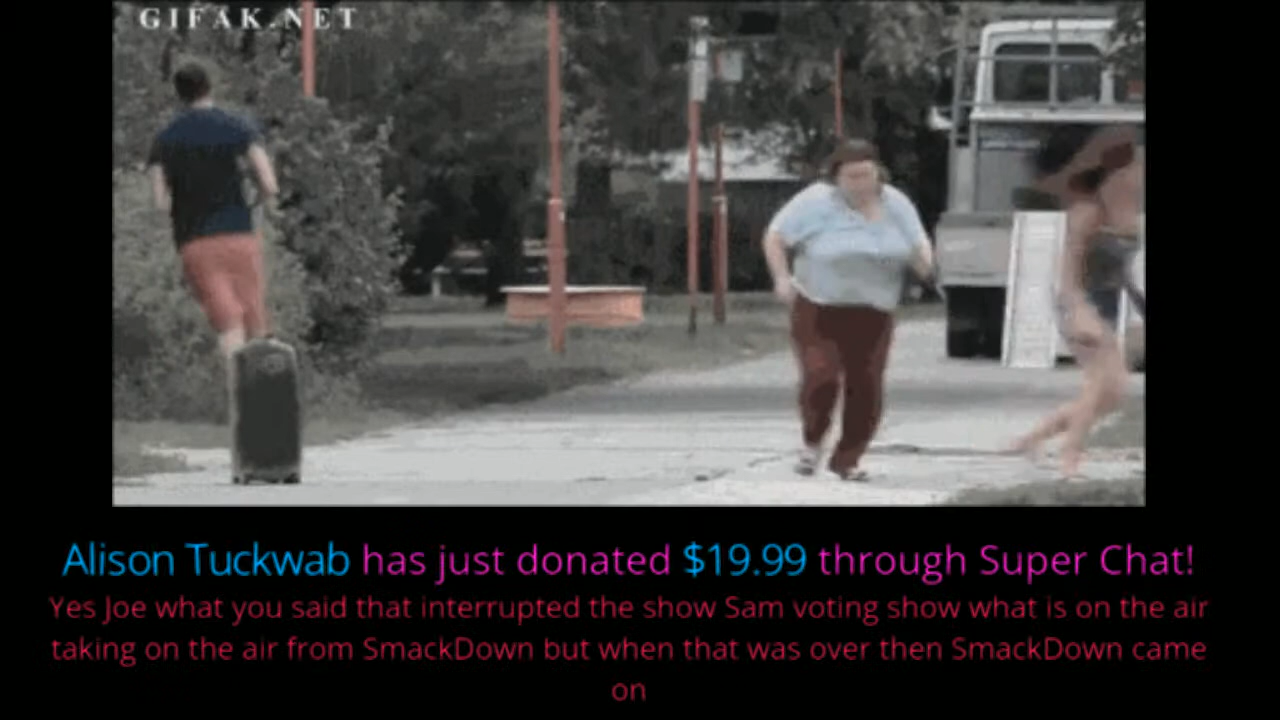 GIFAK.NET
Alison Tuckwab has just donated $19.99 through Super Chat!
Yes Joe what you said that interrupted the show Sam voting show what is on the air
taking on the air from SmackDown but when that was over then SmackDown came
on